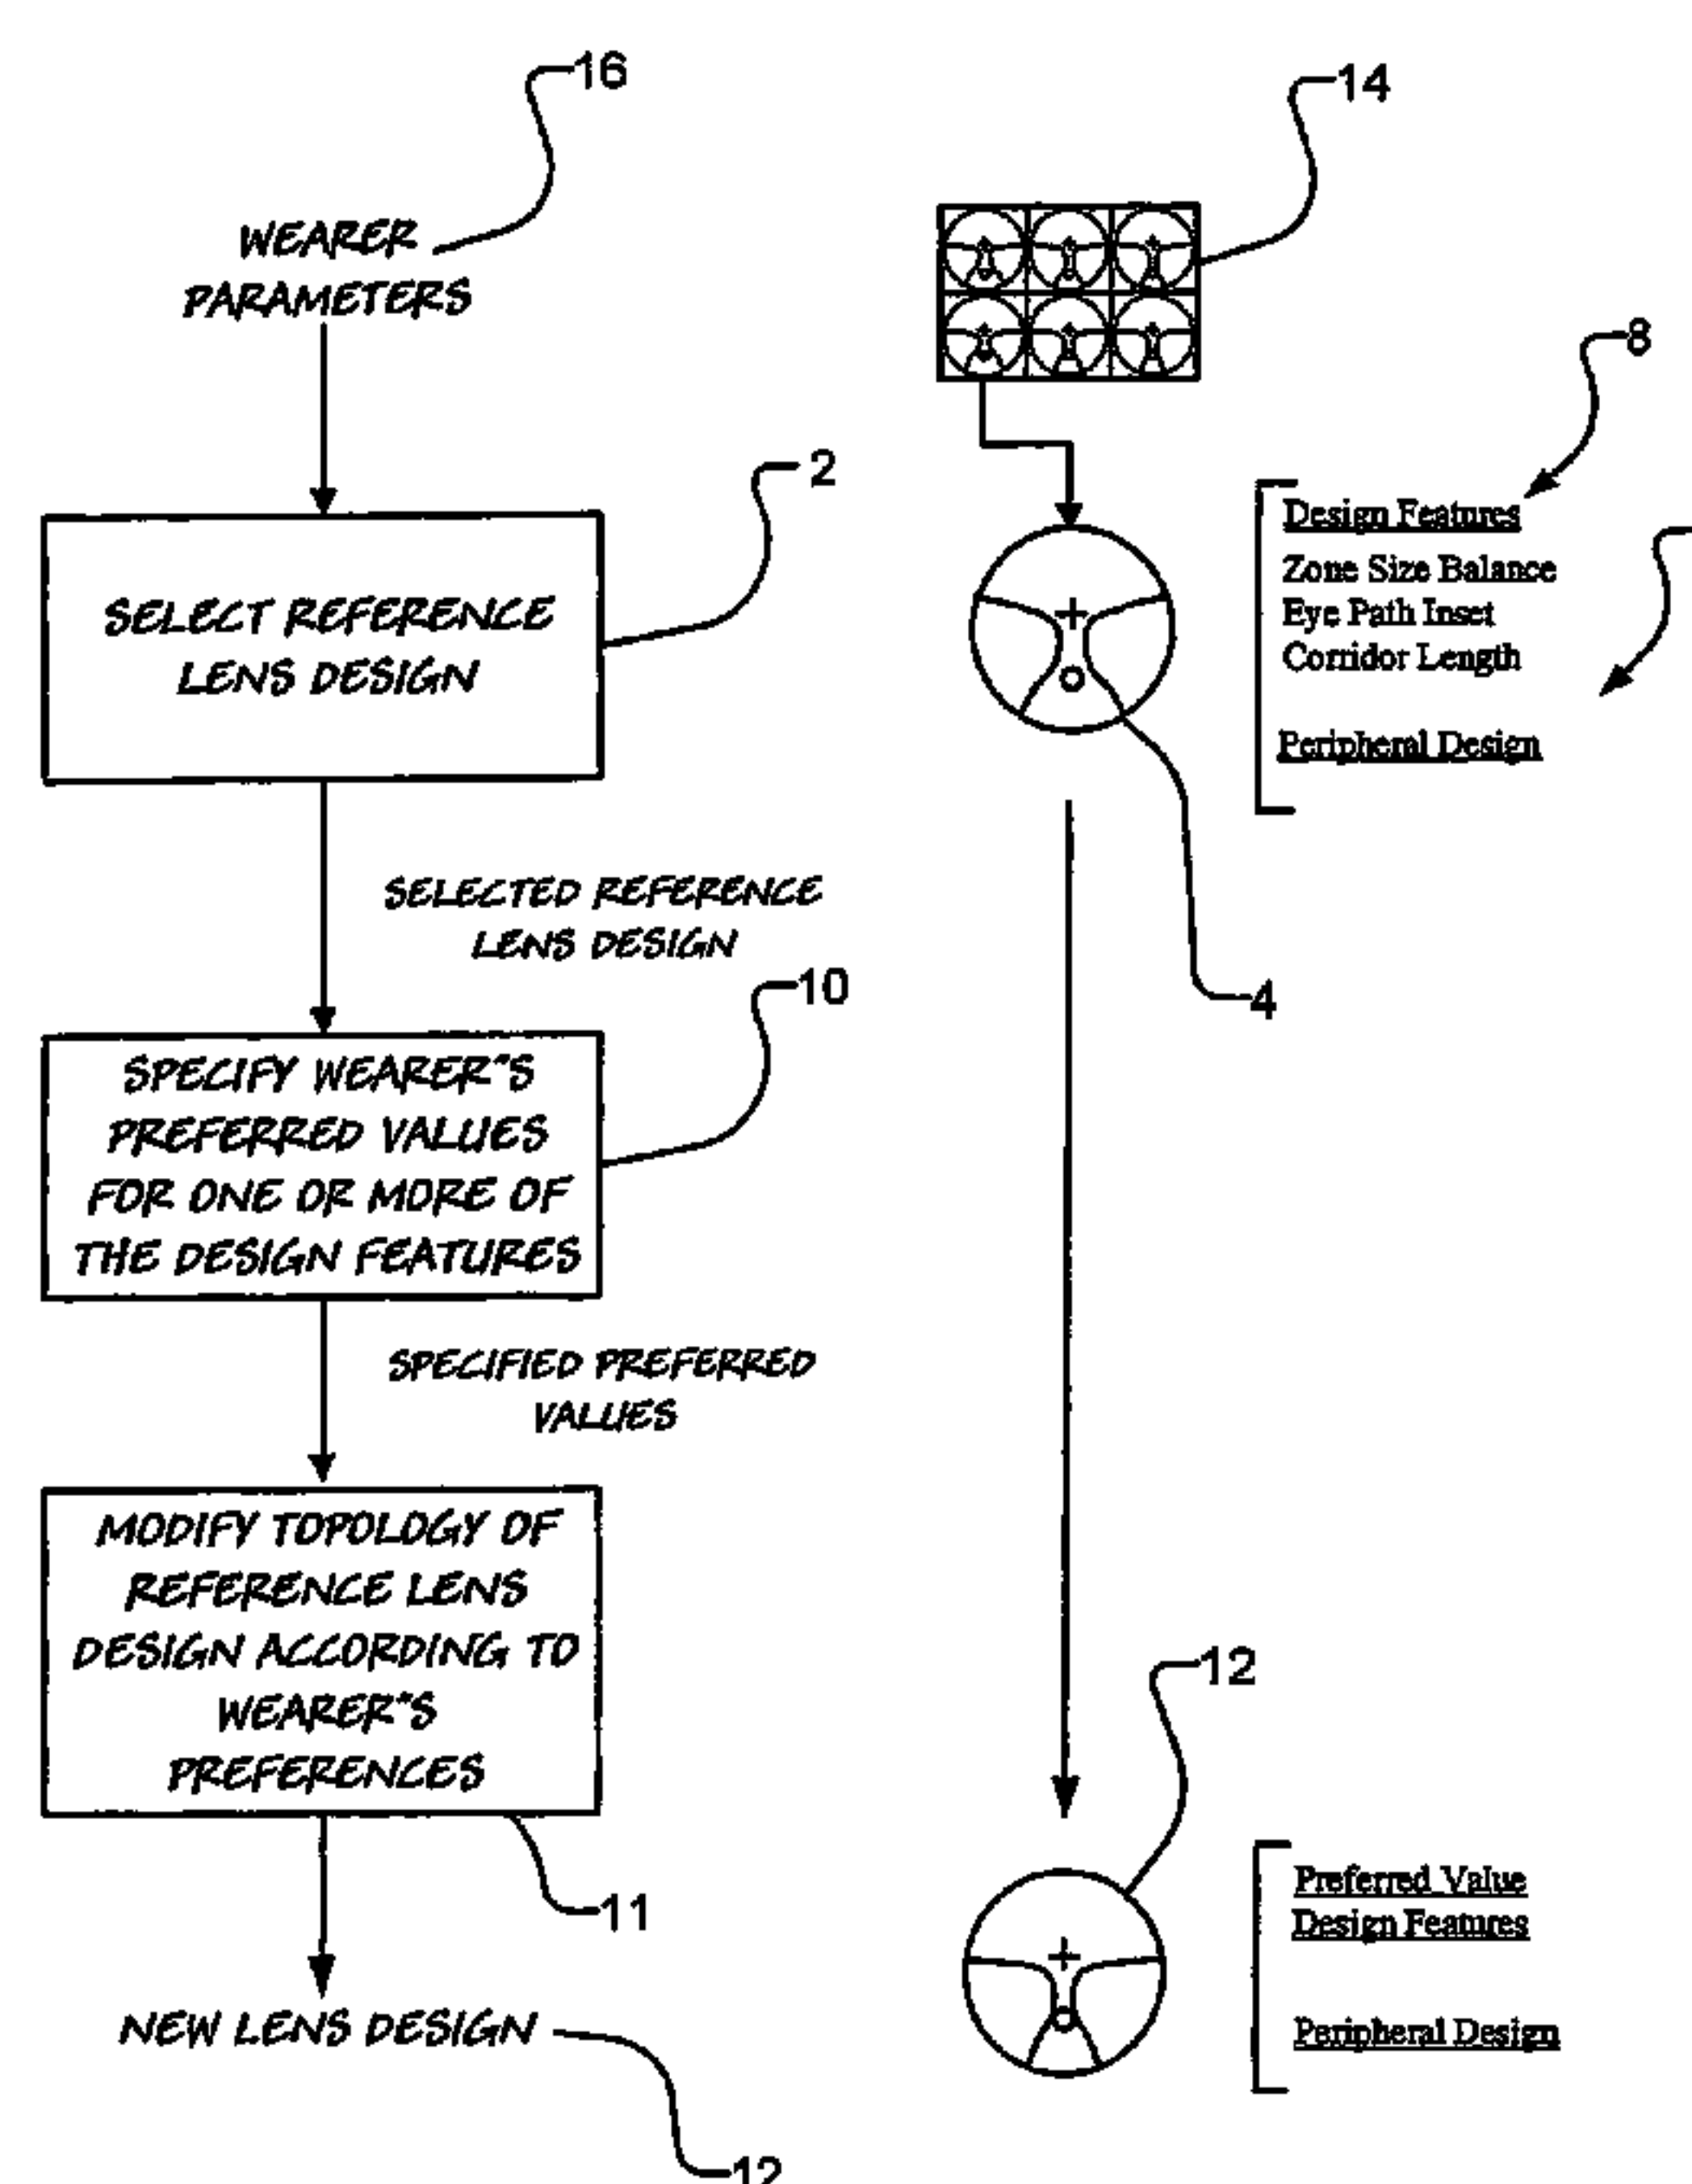 16
14
WEARER
PARAMETERS
8
2
Design Features
Zone Size Balance
Eye Path Inset
Corridor Length
SELECT REFERENCE
LENS DESIGN
Peripheral Design
SELECTED REFERENCE
LENS DESIGN
10
4
SPECIFY WEARER"S
PREFERRED VALUES
FOR ONE OR MORE OF
THE DESIGN FEATURES
SPECIFIED PREFERRED
VALUES
MODIFY TOPOLOGY OF
REFERENCE LENS
DESIGN ACCORDING TO
WEARER"S
PREFERENCES
12
11
Preferred Value
Design Features
NEW LENS DESIGN
Peripheral Design
12